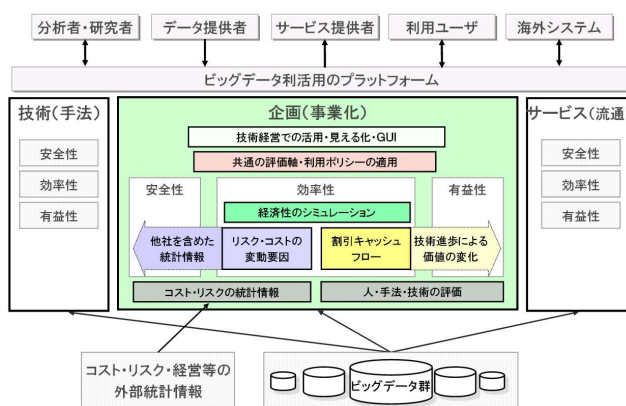 分析者・研究者
データ提供者
サービス提供者
利用ユーザ
海外システム
ビッグデータ利活用のプラットフォーム
技術(手法)
安全性
効率性
有益性
企画(事業化)
技術経営での活用・見える化・GUI
共通の評価軸・利用ポリシーの適用
安全性
効率性
有益性
経済性のシミュレーション
他社を含めた
統計情報
リスク・コストの
変動要因
割引キャッシュ
フロー
技術進歩による
価値の変化
コスト・リスクの統計情報
人・手法・技術の評価
サービス(流通
安全性
効率性
有益性
コスト・リスク・経営等の
外部統計情報
ビッグデータ群